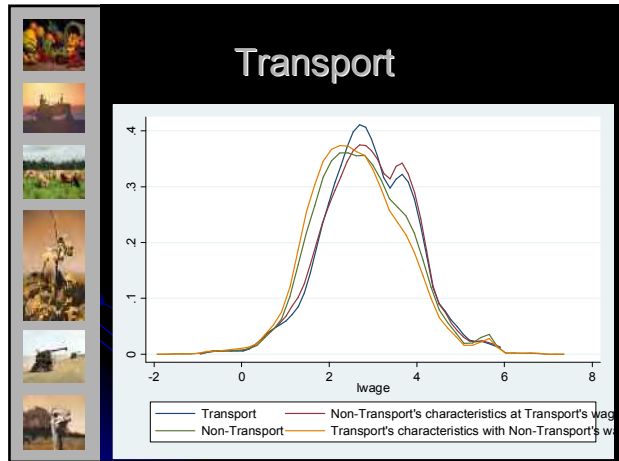 Transport
.4
.3
.2
.1
0
-2 0 2 4 6 8
lwage
Transport Non-Transport's characteristics at Transport's wag
Non-Transport Transport's characteristics with Non-Transport's wa